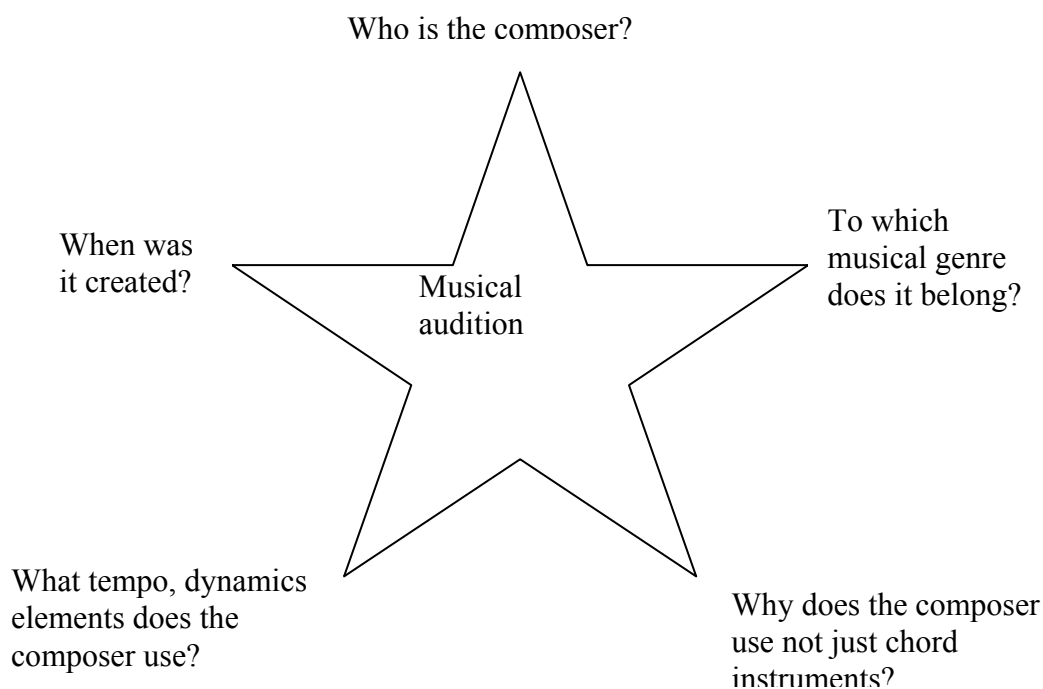 Who is the composer?
When was
it created?
To which
musical genre
does it belong?
Musical
audition
What tempo, dynamics
elements does the
composer use?
Why does the composer
use not just chord
instruments?